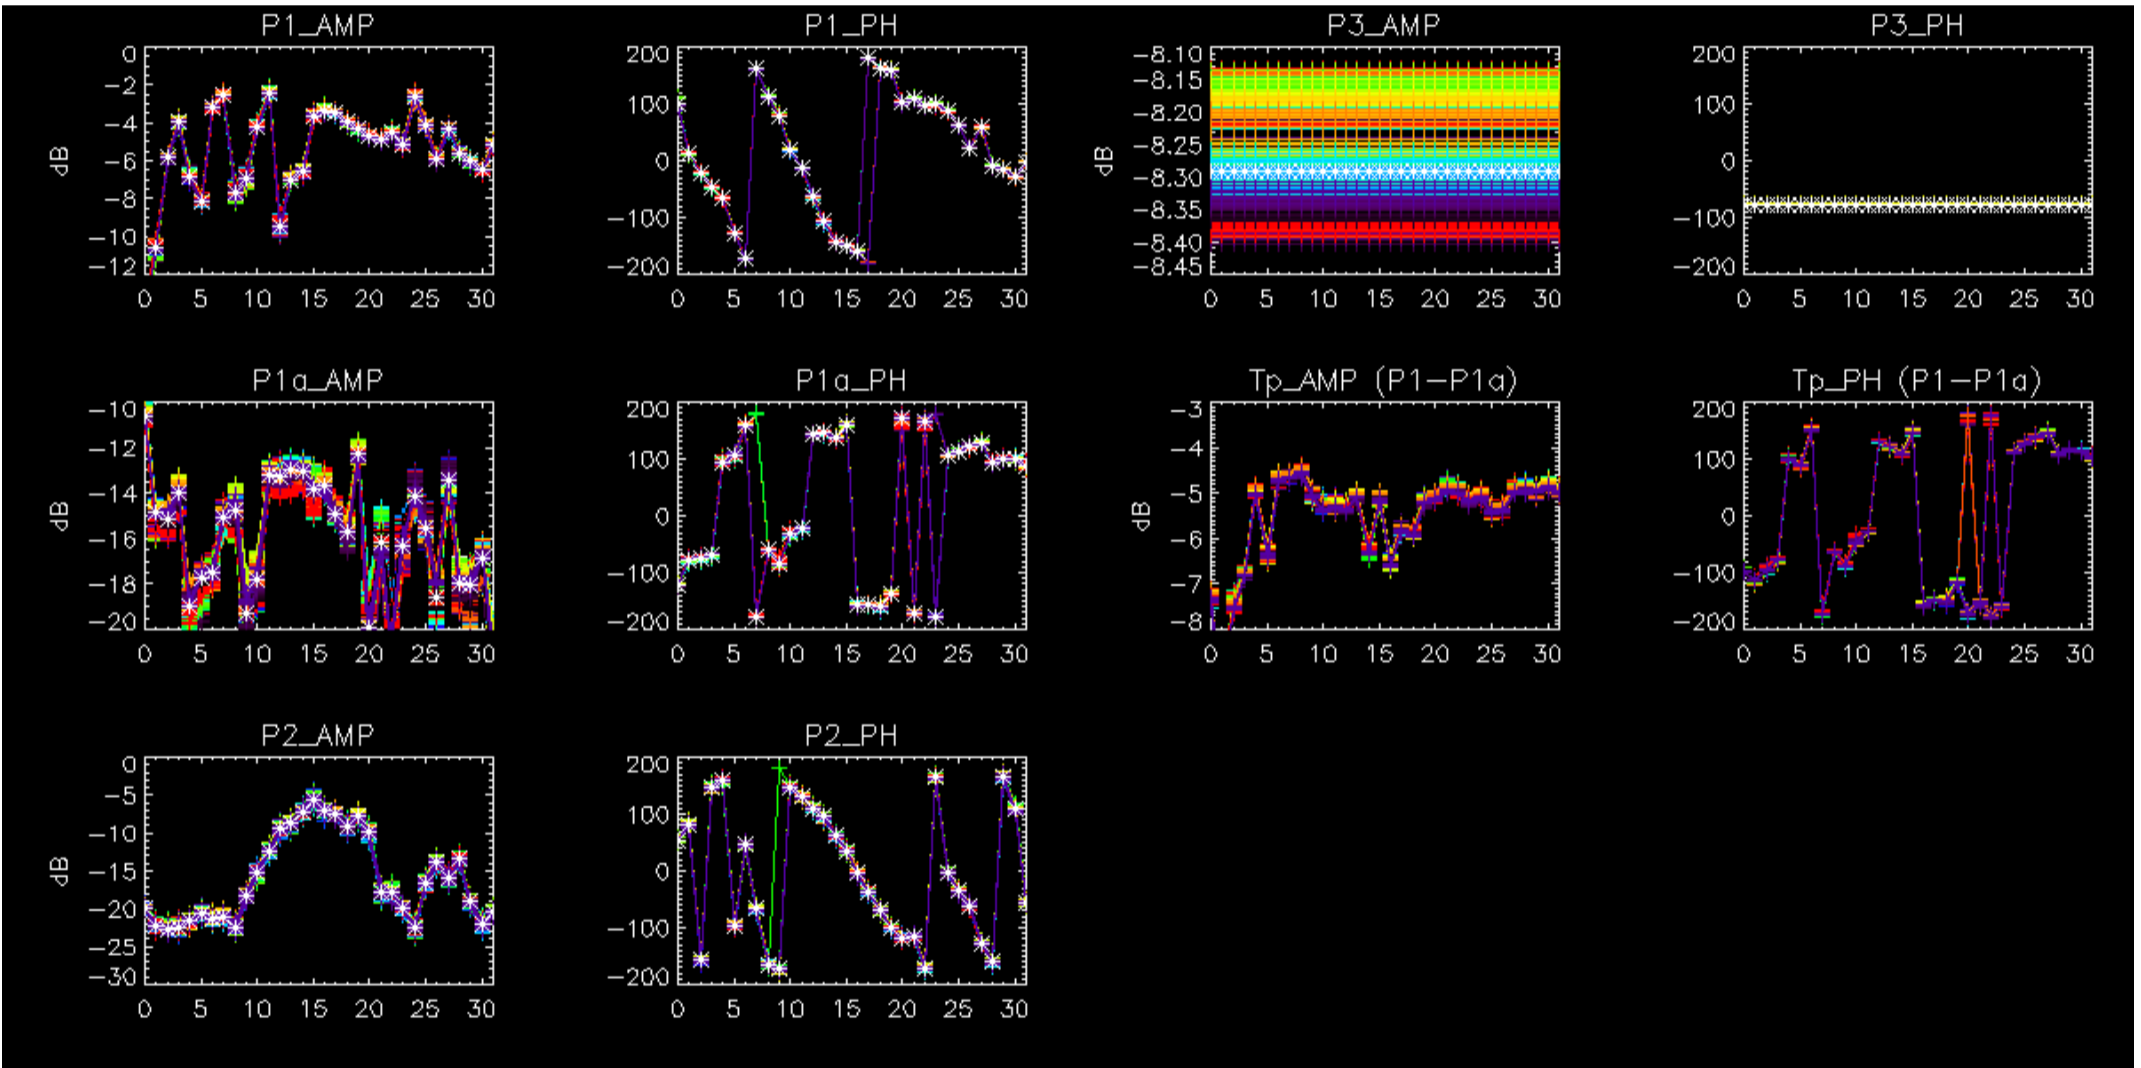 P1_AMP P1_PH P3_AMP P3_PH
0 -2 -4 -6 -8 -10 -12
dB
0 5 10 15 20 25 30
200 100 0 -100 -200
0 5 10 15 20 25 30
-8.10 -8.15 -8.20 -8.25 -8.30 -8.35 -8.40 -8.45
dB
0 5 10 15 20 25 30
200 100 0 -100 -200
0 5 10 15 20 25 30
P1a_AMP P1a_PH Tp_AMP (P1-P1a) Tp_PH (P1-P1a)
-10 -12 -14 -16 -18 -20
dB
0 5 10 15 20 25 30
200 100 0 -100 -200
0 5 10 15 20 25 30
-3 -4 -5 -6 -7 -8
dB
0 5 10 15 20 25 30
200 100 0 -100 -200
0 5 10 15 20 25 30
P2_AMP P2_PH
0 -5 -10 -15 -20 -25 -30
dB
0 5 10 15 20 25 30
200 100 0 -100 -200
0 5 10 15 20 25 30